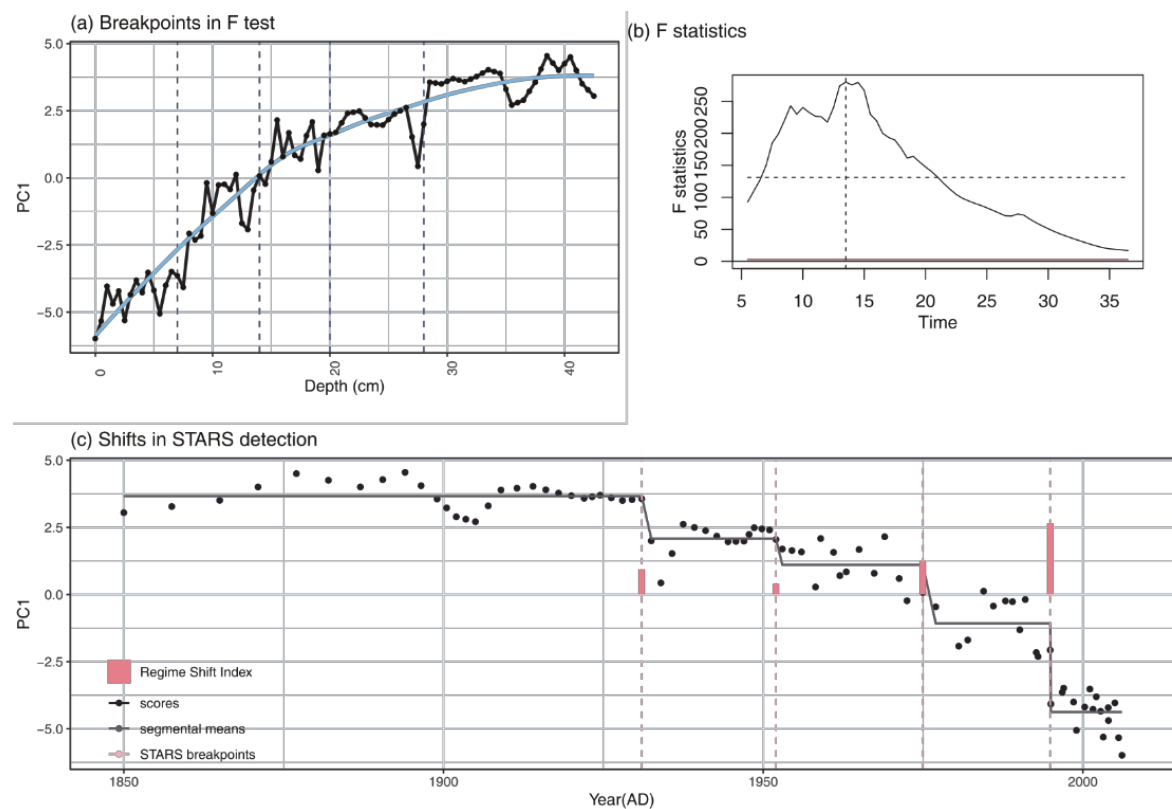 (a) Breakpoints in F test
5.0
2.5
0.0
−2.5
−5.0
PC1
0
10
20
30
40
Depth (cm)
(b) F statistics
F statistics
0 50 100 150 200 250
5 10 15 20 25 30 35
Time
(c) Shifts in STARS detection
5.0
2.5
0.0
−2.5
−5.0
PC1
Regime Shift Index
scores
segmental means
STARS breakpoints
1850
1900
1950
2000
Year(AD)